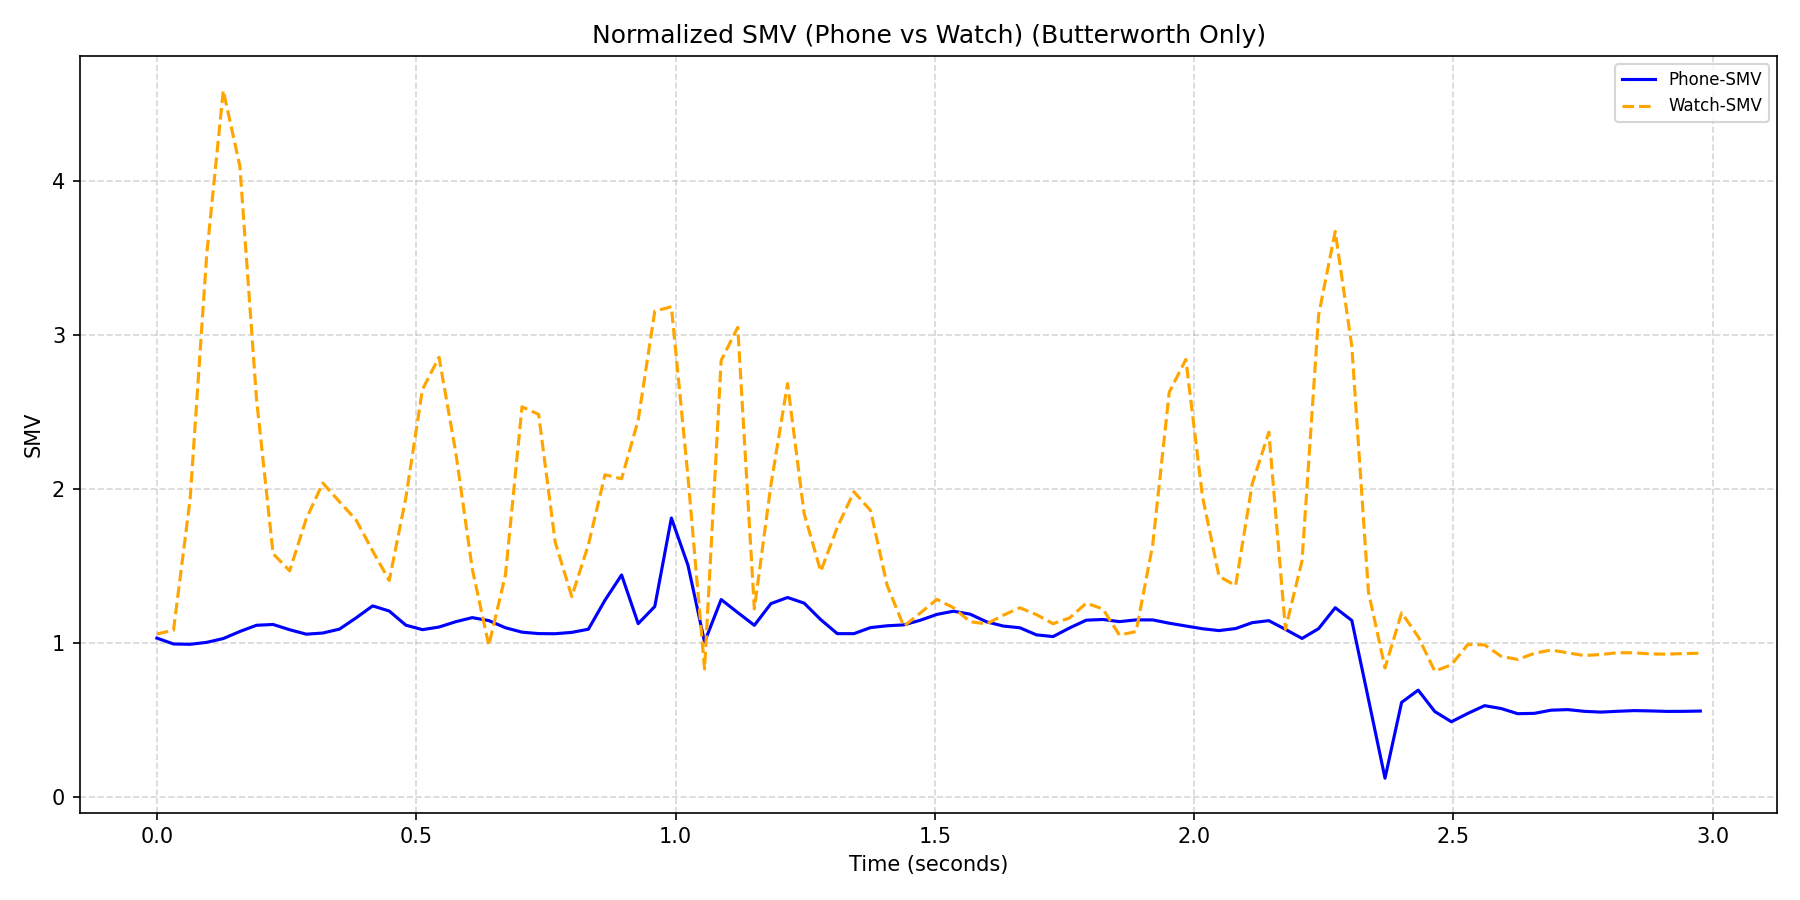 Normalized SMV (Phone vs Watch) (Butterworth Only)
Phone-SMV
Watch-SMV
SMV
4
3
2
1
0
0.0 0.5 1.0 1.5 2.0 2.5 3.0
Time (seconds)